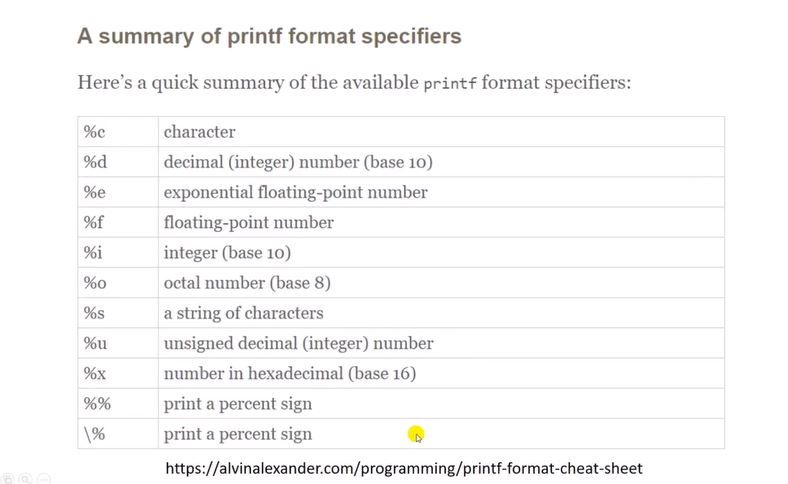 A summary of printf format specifiers
Here’s a quick summary of the available printf format specifiers:
%c character
%d decimal (integer) number (base 10)
%e exponential floating-point number
%f floating-point number
%i integer (base 10)
%o octal number (base 8)
%s a string of characters
%u unsigned decimal (integer) number
%x number in hexadecimal (base 16)
%% print a percent sign
\% print a percent sign
https://alvinalexander.com/programming/printf-format-cheat-sheet